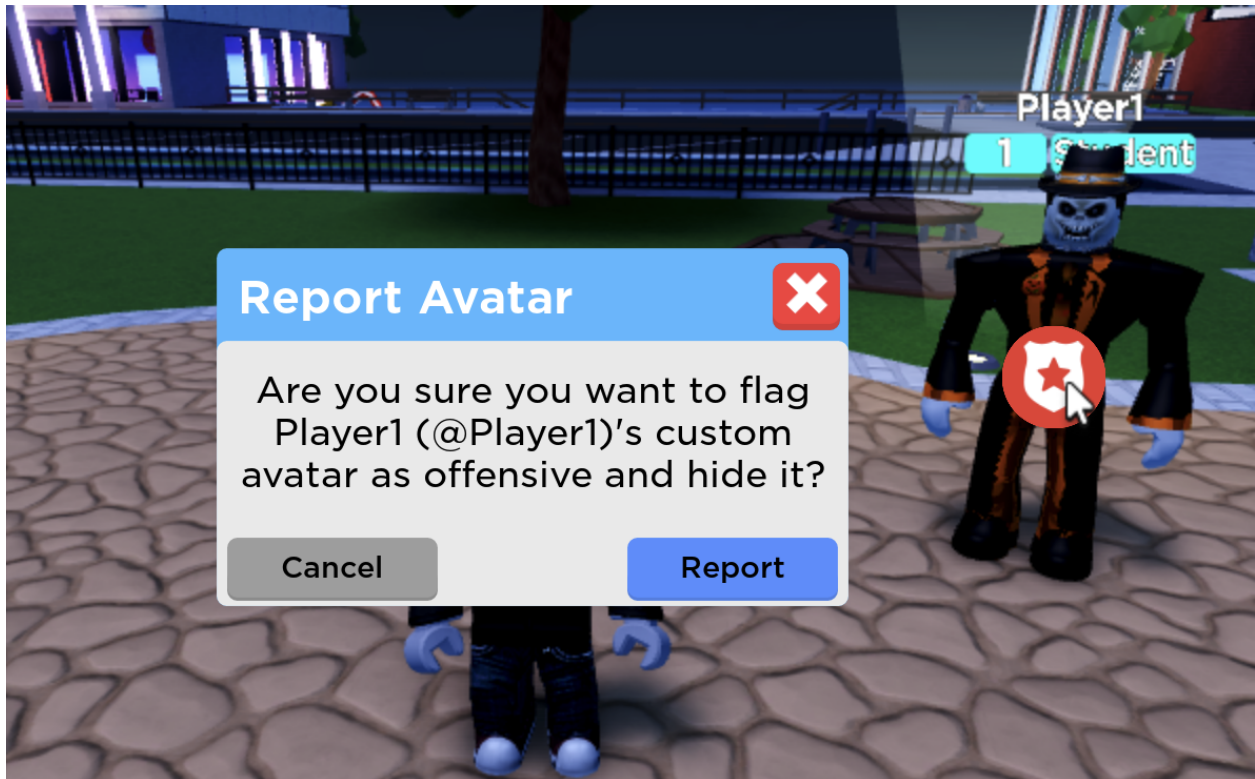 Player1
1 Student
Report Avatar
Are you sure you want to flag
Player1 (@Player1)'s custom
avatar as offensive and hide it?
Cancel
Report